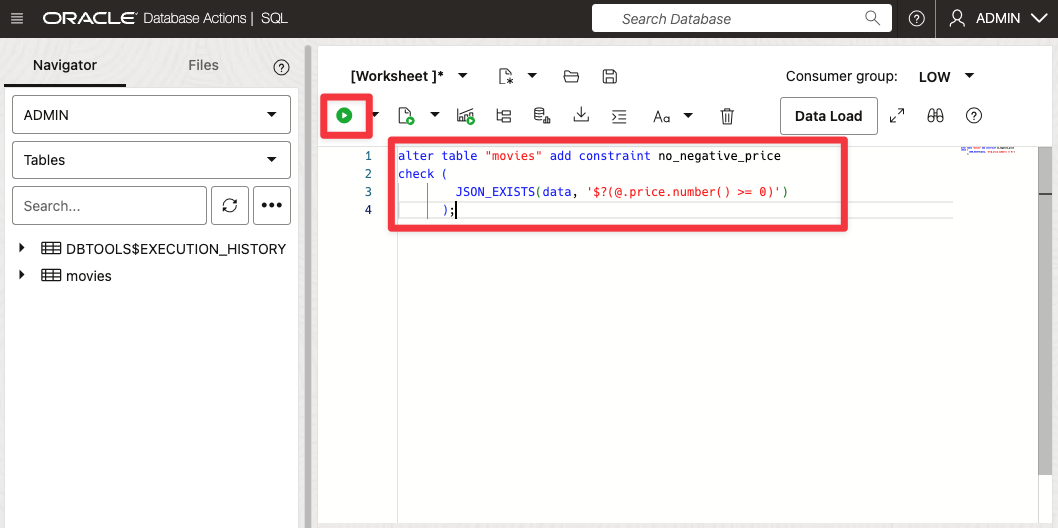 ORACLE Database Actions | SQL
Search Database
ADMIN
Navigator
Files
[Worksheet ]*
Consumer group: LOW
ADMIN
Aa
Data Load
Tables
Search...
DBTOOLS$EXECUTION_HISTORY
movies
1 alter table "movies" add constraint no_negative_price
2 check (
3 JSON_EXISTS(data, '$?(@.price.number() >= 0)')
4 );